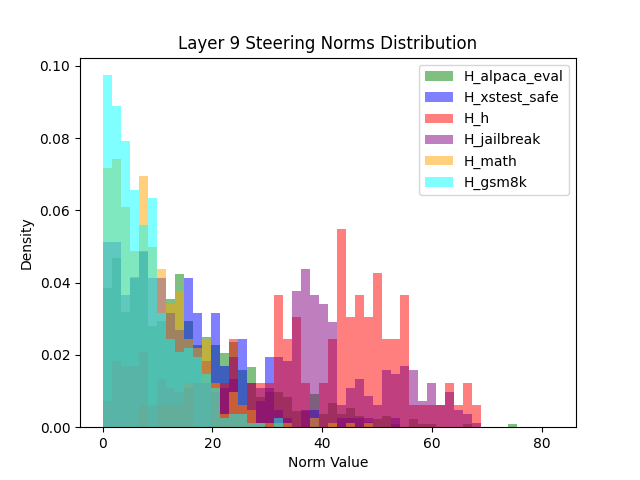 Layer 9 Steering Norms Distribution
H_alpaca_eval
H_xstest_safe
H_h
H_jailbreak
H_math
H_gsm8k
Density
0.10
0.08
0.06
0.04
0.02
0.00
0
20
40
60
80
Norm Value